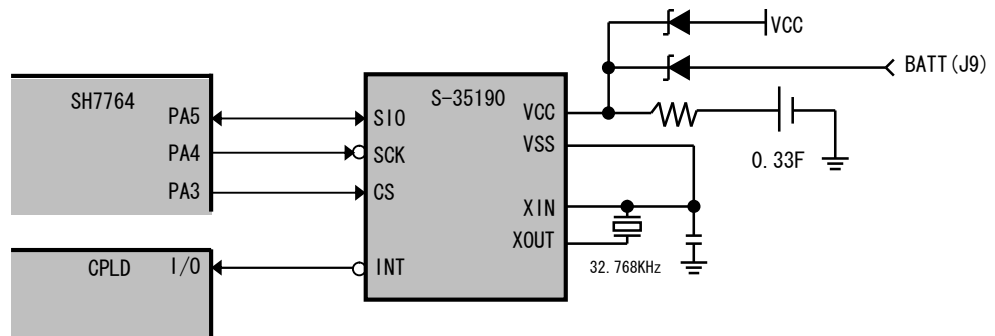 VCC
BATT(J9)
SH7764
S-35190
PA5
SIO
VCC
PA4
SCK
VSS
0.33F
PA3
CS
XIN
XOUT
CPLD
I/O
INT
32.768KHz